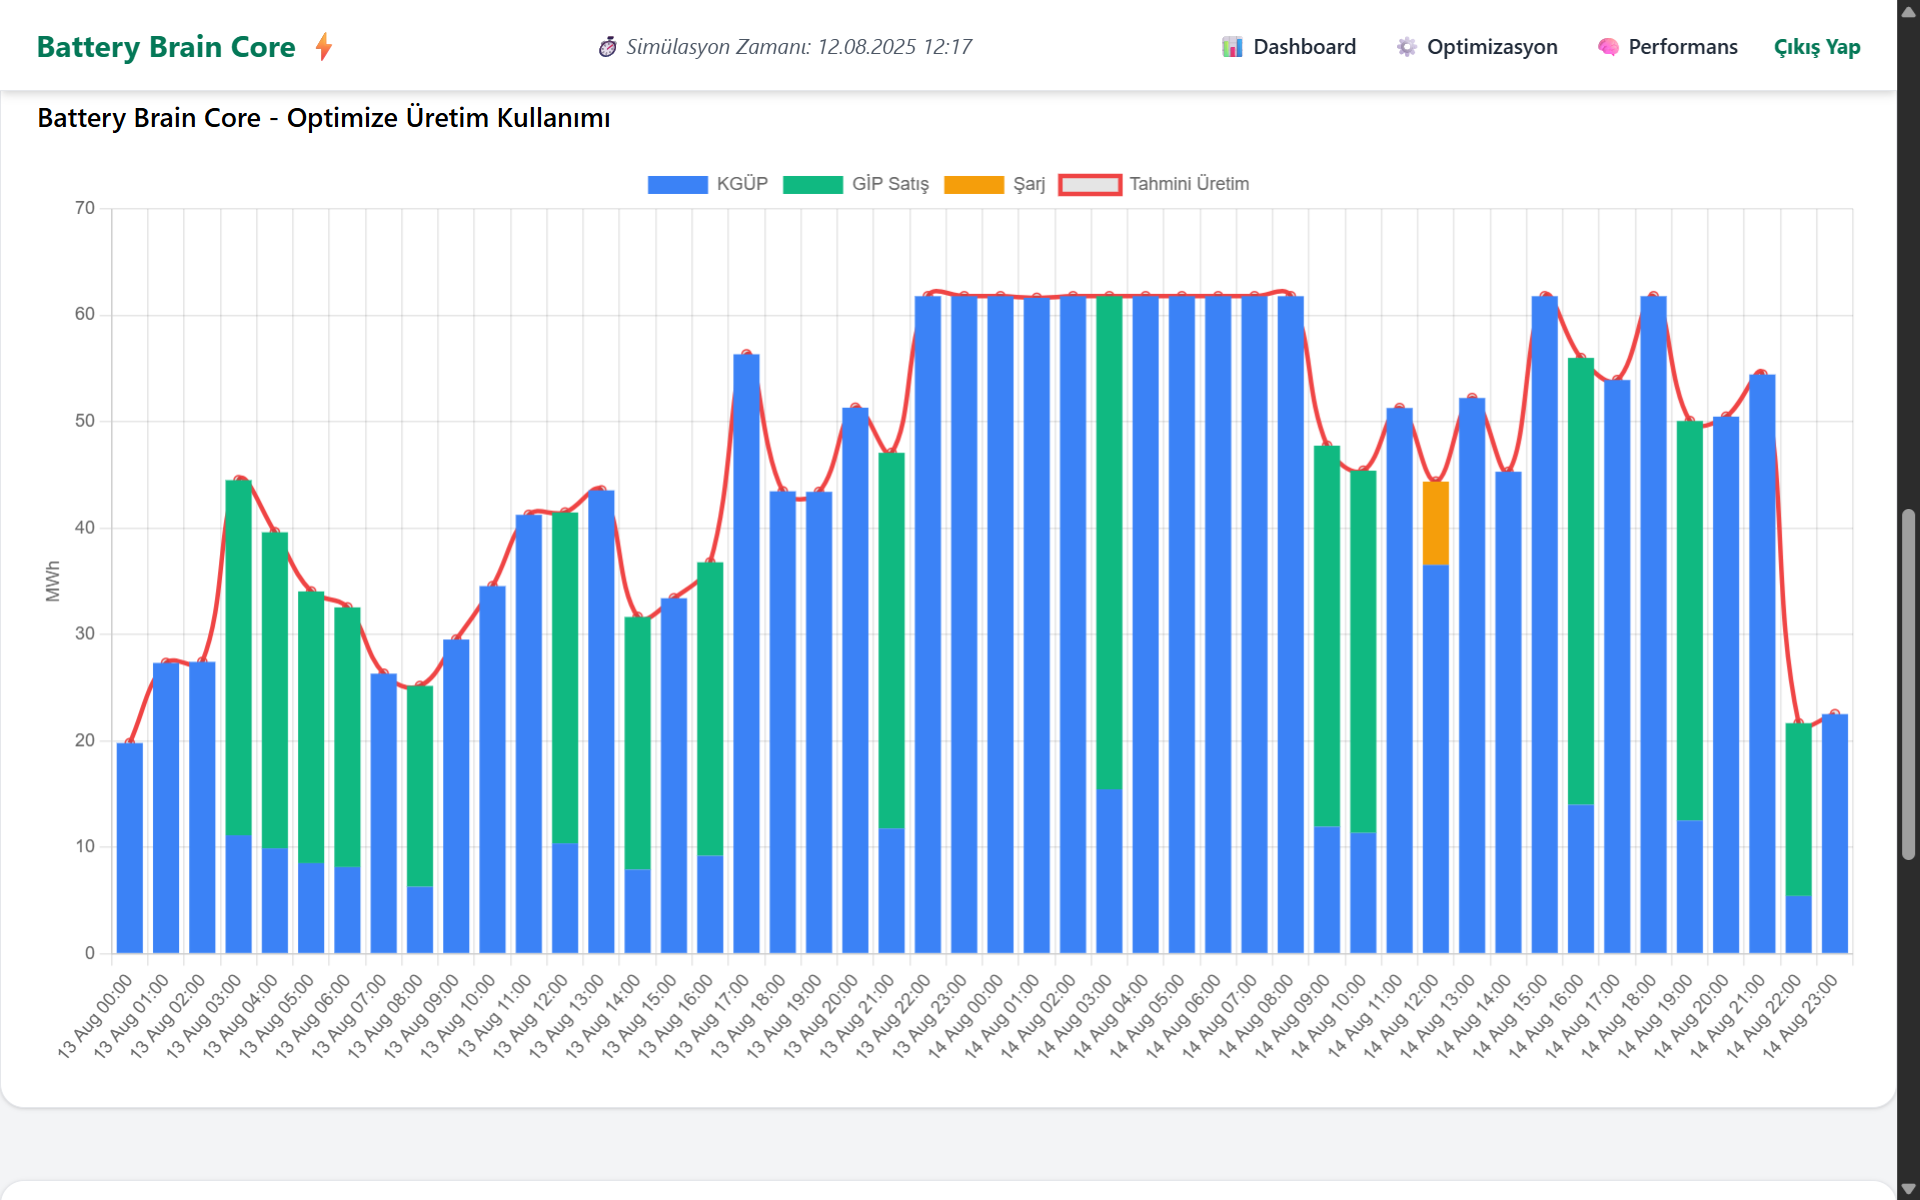 Battery Brain Core
Simülasyon Zamanı: 12.08.2025 12:17
Dashboard
Optimizasyon
Performans
Çıkış Yap
Battery Brain Core - Optimize Üretim Kullanımı
KGÜP
GİP Satış
Şarj
Tahmini Üretim
70
60
50
40
30
20
10
0
MWh
13 Aug 00:00
13 Aug 01:00
13 Aug 02:00
13 Aug 03:00
13 Aug 04:00
13 Aug 05:00
13 Aug 06:00
13 Aug 07:00
13 Aug 08:00
13 Aug 09:00
13 Aug 10:00
13 Aug 11:00
13 Aug 12:00
13 Aug 13:00
13 Aug 14:00
13 Aug 15:00
13 Aug 16:00
13 Aug 17:00
13 Aug 18:00
13 Aug 19:00
13 Aug 20:00
13 Aug 21:00
13 Aug 22:00
13 Aug 23:00
14 Aug 00:00
14 Aug 01:00
14 Aug 02:00
14 Aug 03:00
14 Aug 04:00
14 Aug 05:00
14 Aug 06:00
14 Aug 07:00
14 Aug 08:00
14 Aug 09:00
14 Aug 10:00
14 Aug 11:00
14 Aug 12:00
14 Aug 13:00
14 Aug 14:00
14 Aug 15:00
14 Aug 16:00
14 Aug 17:00
14 Aug 18:00
14 Aug 19:00
14 Aug 20:00
14 Aug 21:00
14 Aug 22:00
14 Aug 23:00